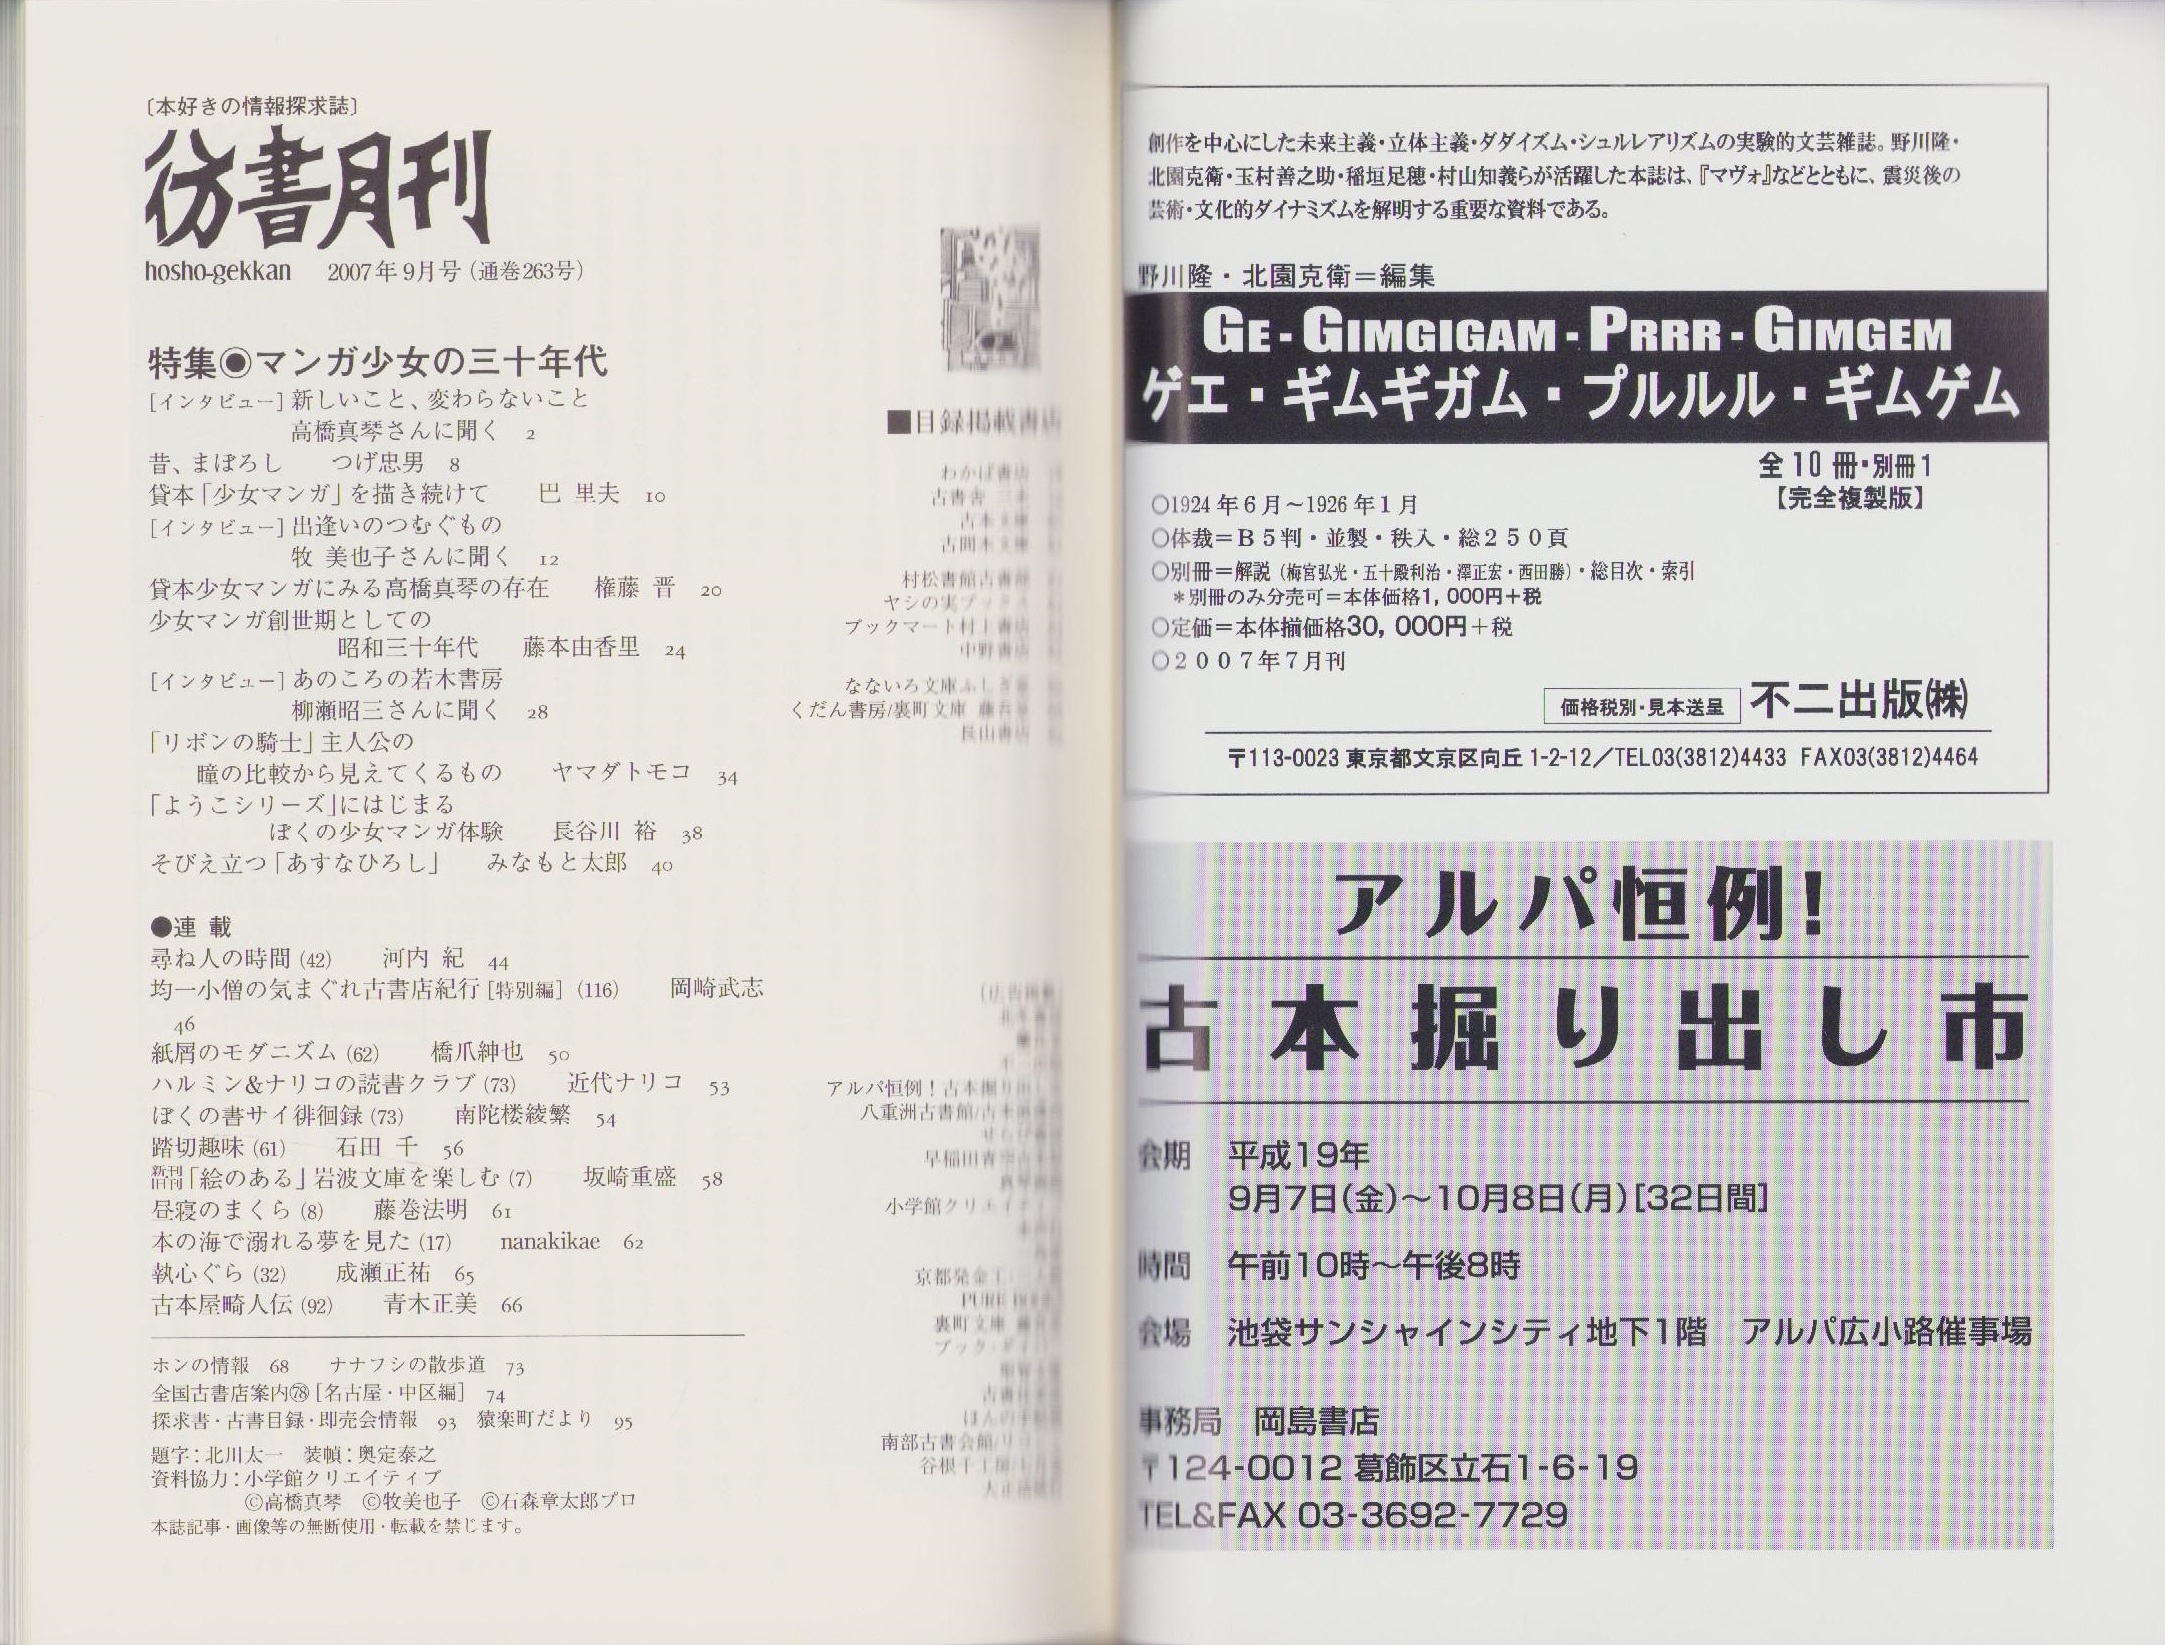 〔本好きの情報探求誌〕
彷書月刊
hosho-gekkan 2007年9月号（通巻263号）
特集◉マンガ少女の三十年代
［インタビュー］新しいこと、変わらないこと
高橋真琴さんに聞く 2
昔、まぼろし つげ忠男 8
貸本「少女マンガ」を描き続けて 巴 里夫 10
［インタビュー］出逢いのつむぐもの
牧 美也子さんに聞く 12
貸本少女マンガにみる高橋真琴の存在 権藤 晋 20
少女マンガ創世期としての
昭和三十年代 藤本由香里 24
［インタビュー］あのころの若木書房
柳瀬昭三さんに聞く 28
「リボンの騎士」主人公の
瞳の比較から見えてくるもの ヤマダトモコ 34
「ようこシリーズ」にはじまる
ぼくの少女マンガ体験 長谷川 裕 38
そびえ立つ「あすなひろし」 みなもと太郎 40
●連 載
尋ね人の時間（42） 河内 紀 44
均一小僧の気まぐれ古書店紀行［特別編］（116） 岡崎武志
46
紙屑のモダニズム（62） 橋爪紳也 50
ハルミン&ナリコの読書クラブ（73） 近代ナリコ 53
ぼくの書サイ徘徊録（73） 南陀楼綾繁 54
踏切趣味（61） 石田 千 56
新刊旧刊「絵のある」岩波文庫を楽しむ（7） 坂崎重盛 58
昼寝のまくら（8） 藤巻法明 61
本の海で溺れる夢を見た（17） nanakikae 62
執心ぐら（32） 成瀬正祐 65
古本屋畸人伝（92） 青木正美 66
ホンの情報 68 ナナフシの散歩道 73
全国古書店案内㊆［名古屋・中区編］ 74
探求書・古書目録・即売会情報 93 猿楽町だより 95
題字：北川太一 装幀：奥定泰之
資料協力：小学館クリエイティブ
©高橋真琴 ©牧美也子 ©石森章太郎プロ
本誌記事・画像等の無断使用・転載を禁じます。
■目録掲載書店
わかば書店
古書舎
古本文庫
村松書館古書部
ヤシの実ブックス
ブックマート村上書店
中野書店
なないろ文庫ふしぎ堂
くだん書房/裏町文庫
長山書店
アルパ恒例！古本掘り出し
八重洲古書館/古本
早稲田青空古本
小学館クリエイティ
裏町文庫
南部古書会館/
創作を中心にした未来主義・立体主義・ダダイズム・シュルレアリズムの実験的文芸雑誌。野川隆・
北園克衛・玉村善之助・稲垣足穂・村山知義らが活躍した本誌は、『マヴォ』などとともに、震災後の
芸術・文化的ダイナミズムを解明する重要な資料である。
野川隆・北園克衛＝編集
GE - GIMGIGAM - PRRR - GIMGEM
ゲエ・ギムギガム・プルルル・ギムゲム
全10冊・別冊1
【完全複製版】
○1924年6月〜1926年1月
○体裁＝B5判・並製・秩入・総250頁
○別冊＝解説（梅宮弘光・五十殿利治・澤正宏・西田勝）・総目次・索引
＊別冊のみ分売可＝本体価格1,000円＋税
○定価＝本体揃価格30,000円＋税
○2007年7月刊
価格税別・見本送呈 不二出版㈱
〒113-0023 東京都文京区向丘1-2-12／TEL03(3812)4433 FAX03(3812)4464
アルパ恒例！
古本掘り出し市
会期 平成19年
9月7日（金）〜10月8日（月）［32日間］
時間 午前10時〜午後8時
会場 池袋サンシャインシティ地下1階 アルパ広小路催事場
事務局 岡島書店
〒124-0012 葛飾区立石1-6-19
TEL&FAX 03-3692-7729